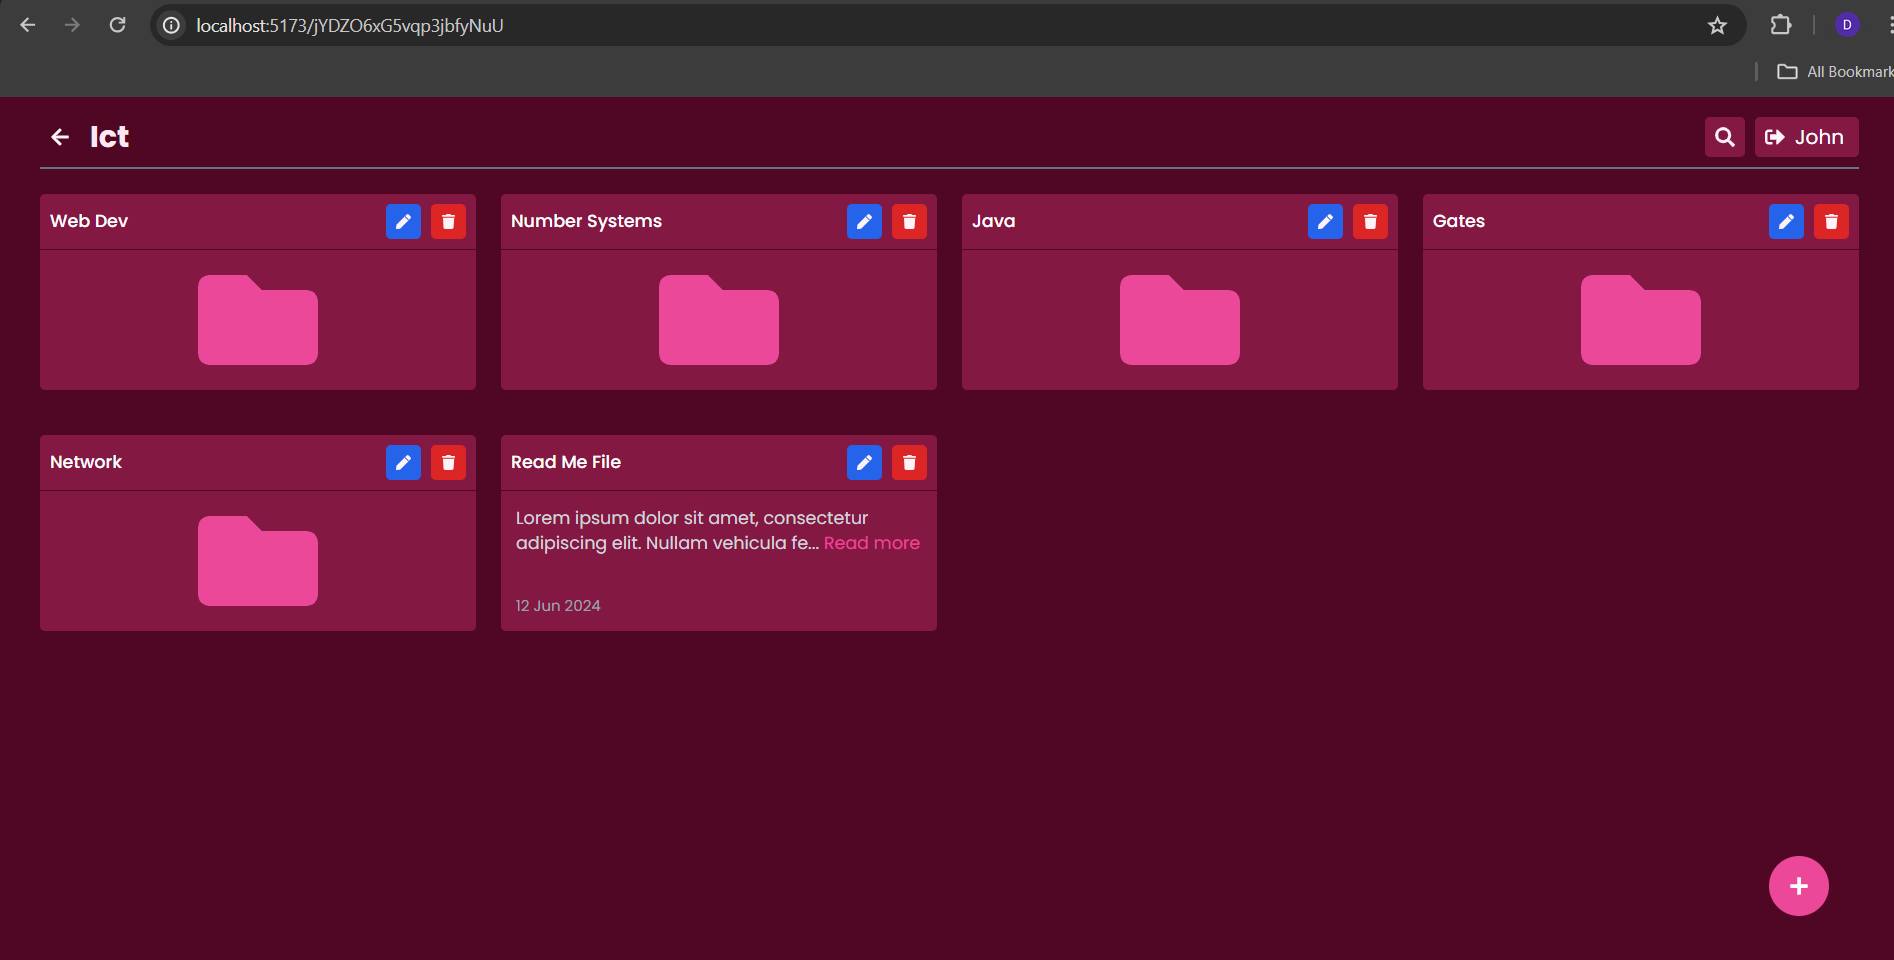 localhost:5173/jYDZO6xG5vqp3jbfyNuU
D
All Bookmark
Ict
John
Web Dev
Number Systems
Java
Gates
Network
Read Me File
Lorem ipsum dolor sit amet, consectetur
adipiscing elit. Nullam vehicula fe... Read more
12 Jun 2024